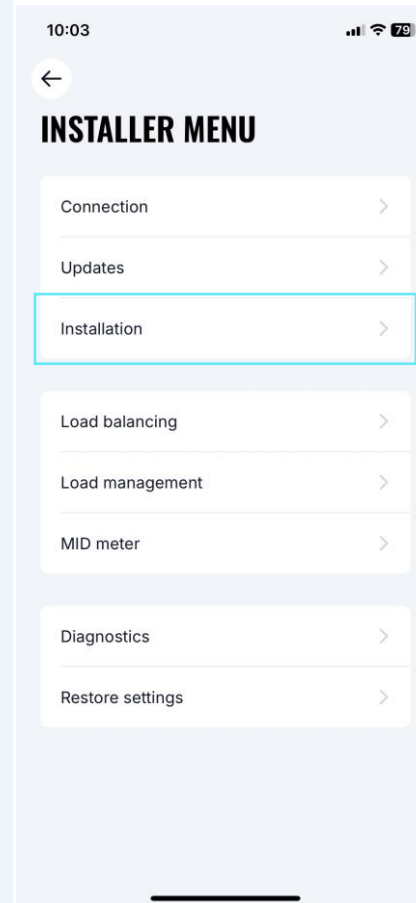 10:03
79
INSTALLER MENU
Connection
Updates
Installation
Load balancing
Load management
MID meter
Diagnostics
Restore settings